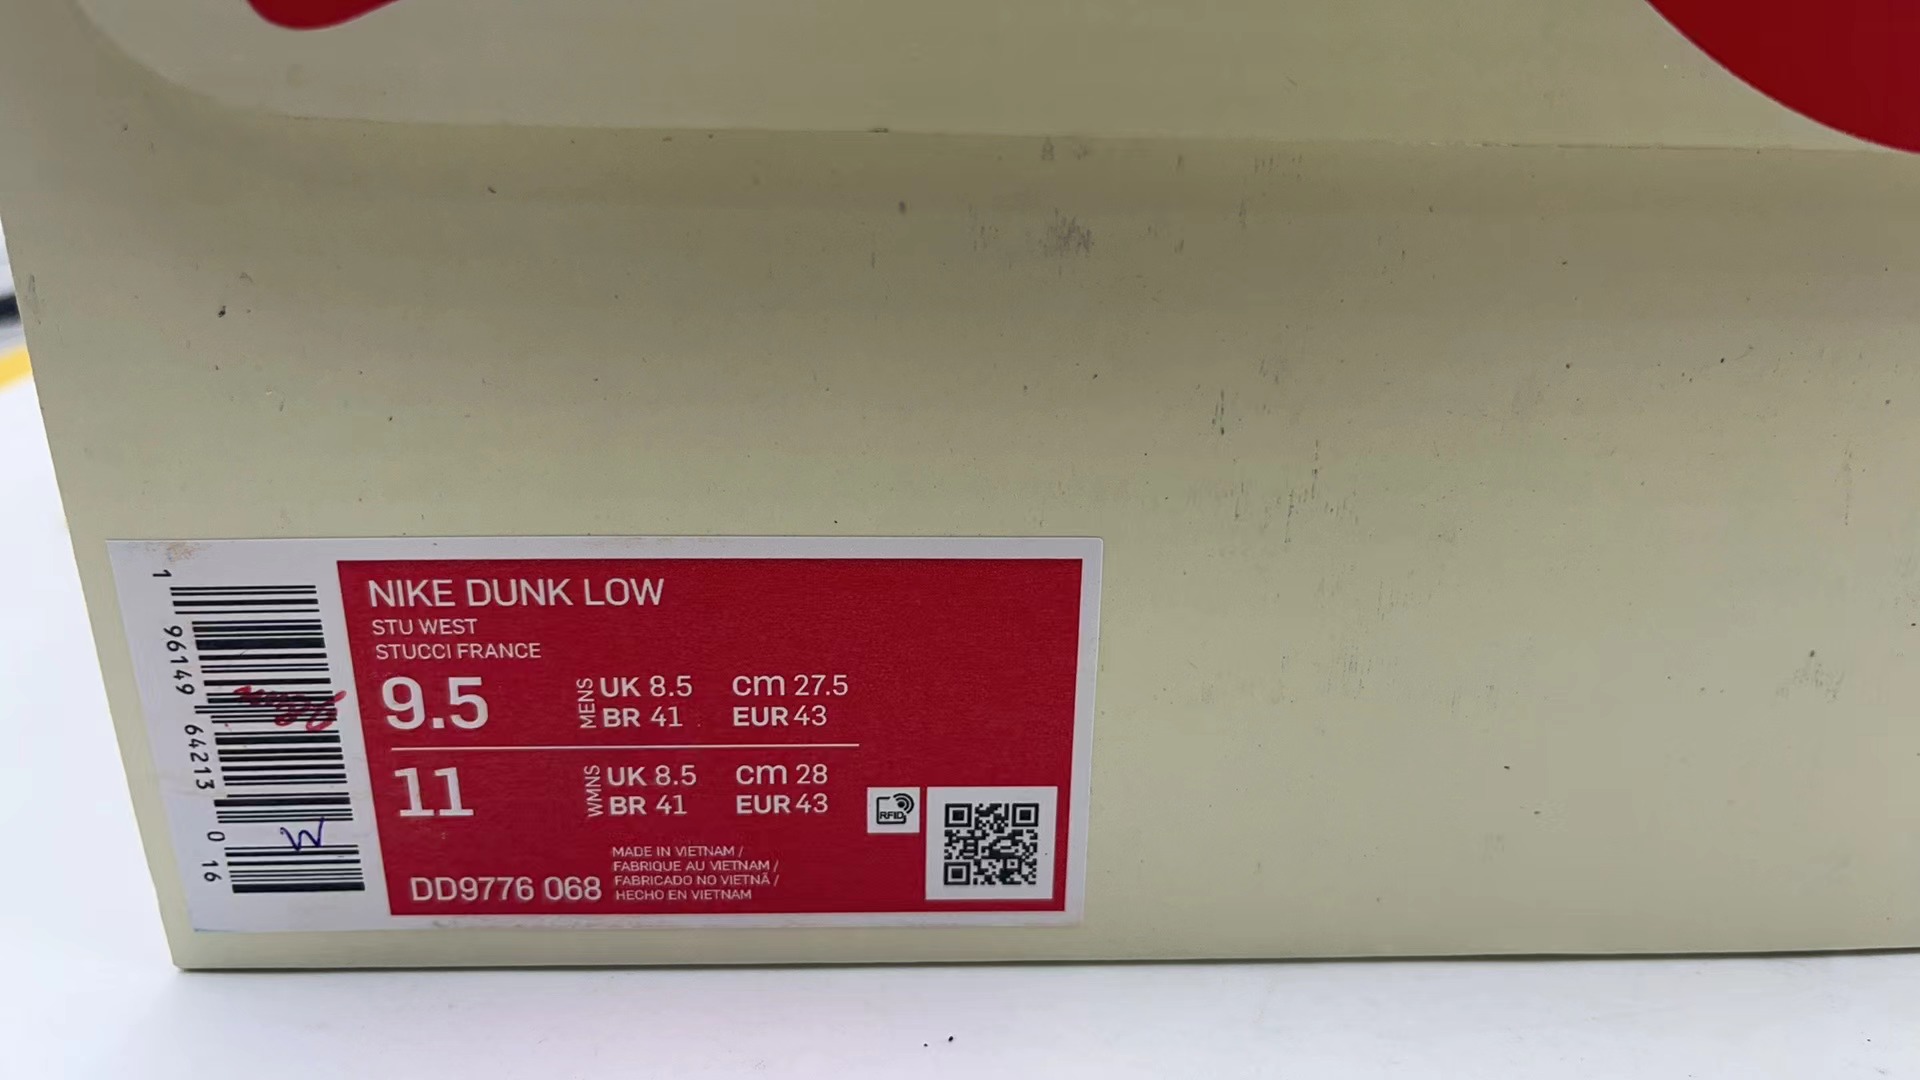 NIKE DUNK LOW
STU WEST
STUCCI FRANCE
9.5
MENS
UK 8.5 cm 27.5
BR 41 EUR 43
11
WMNS
UK 8.5 cm 28
BR 41 EUR 43
RFID
MADE IN VIETNAM /
FABRIQUE AU VIETNAM /
FABRICADO NO VIETNÃ /
HECHO EN VIETNAM
DD9776 068
1 96149 64213 0 16